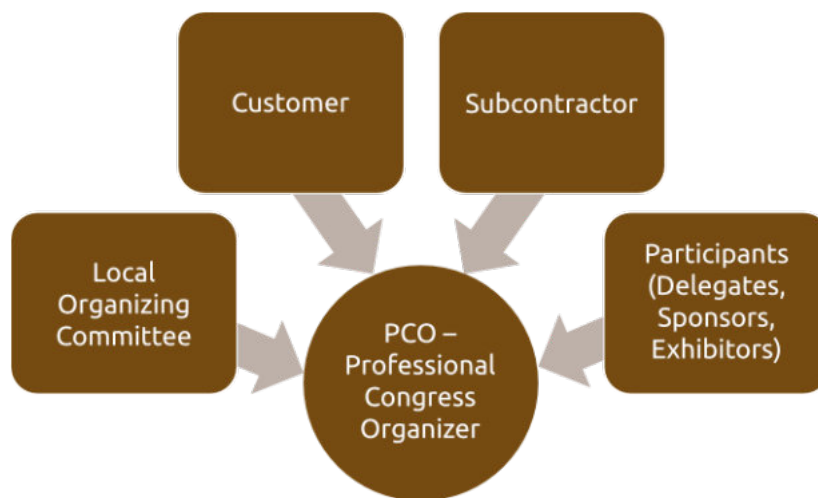 Customer
Subcontractor
Local
Organizing
Committee
Participants
(Delegates,
Sponsors,
Exhibitors)
PCO –
Professional
Congress
Organizer